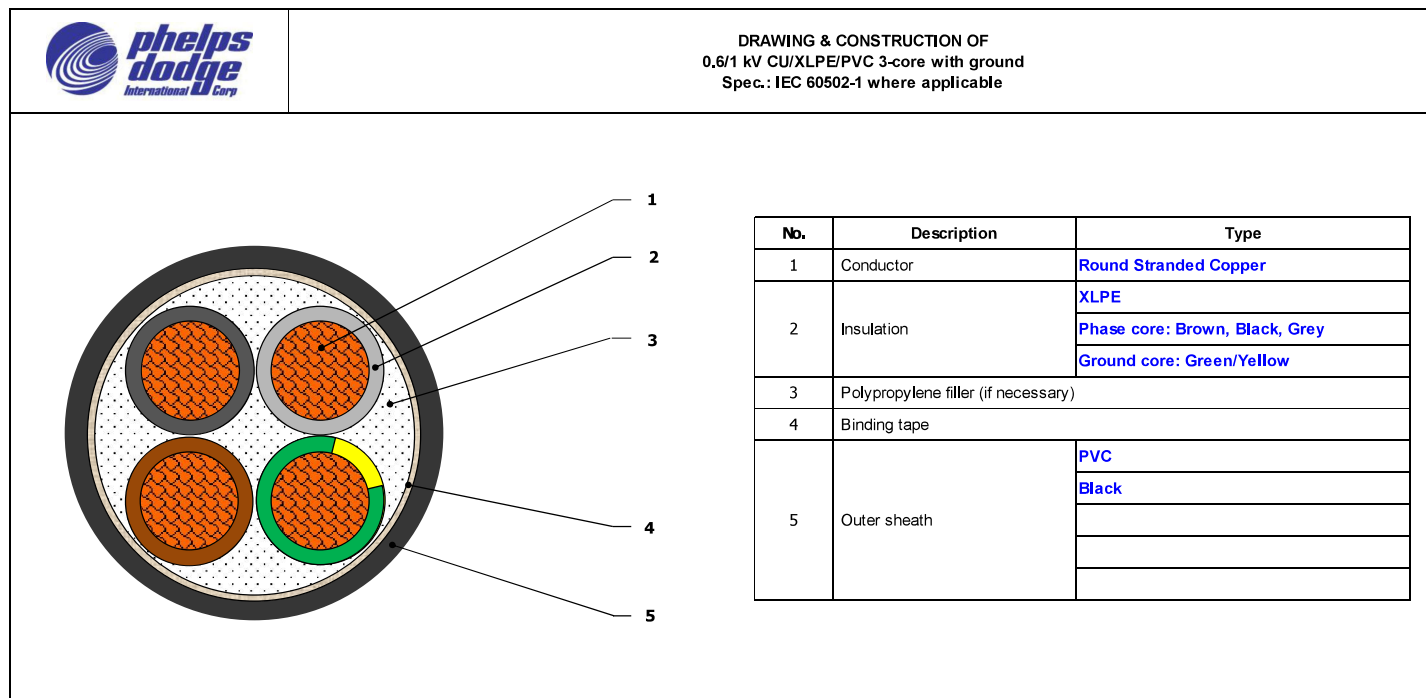 phelps
dodge
International Corp
DRAWING & CONSTRUCTION OF
0.6/1 kV CU/XLPE/PVC 3-core with ground
Spec.: IEC 60502-1 where applicable
1
2
3
4
5
No. Description Type
1 Conductor Round Stranded Copper
2 Insulation XLPE
Phase core: Brown, Black, Grey
Ground core: Green/Yellow
3 Polypropylene filler (if necessary)
4 Binding tape
5 Outer sheath PVC
Black